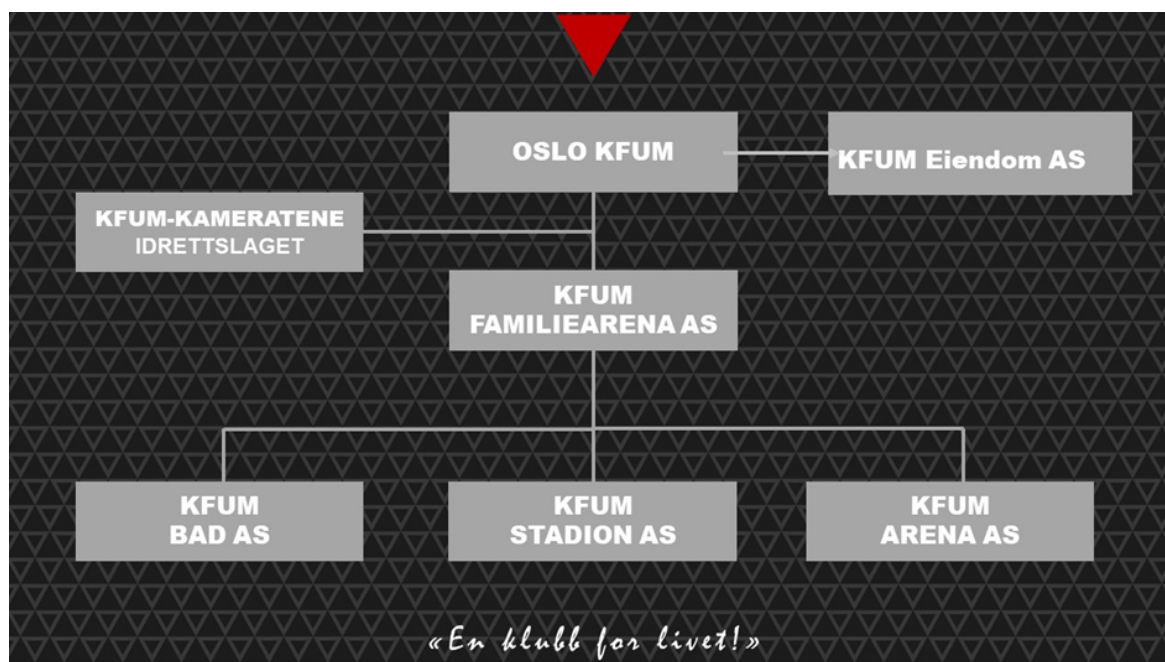 OSLO KFUM
KFUM Eiendom AS
KFUM-KAMERATENE
IDRETTSLAGET
KFUM
FAMILIEARENA AS
KFUM
BAD AS
KFUM
STADION AS
KFUM
ARENA AS
«En klubb for livet!»